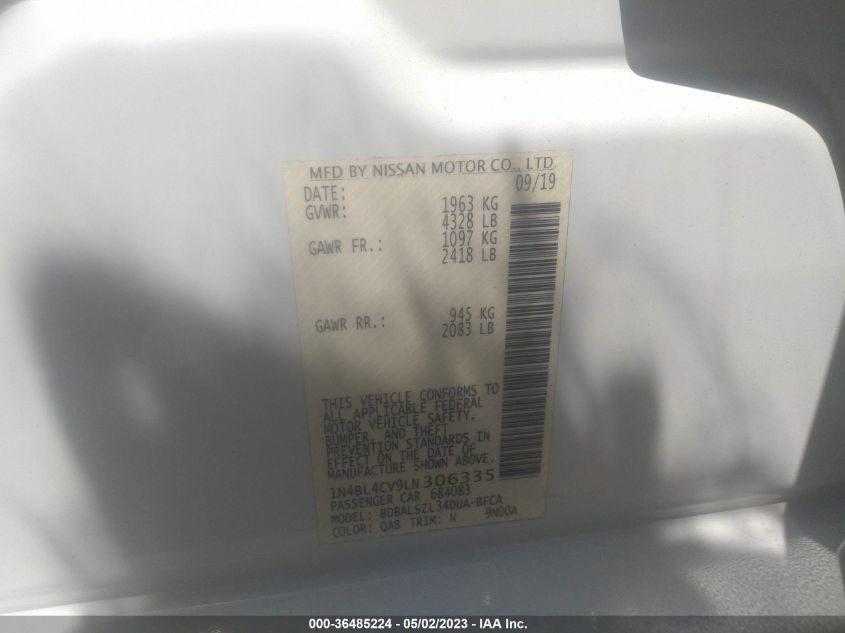 MFD BY NISSAN MOTOR CO., LTD.
DATE: 09/19
GVWR: 1963 KG
4328 LB
GAWR FR.: 1097 KG
2418 LB
GAWR RR.: 945 KG
2083 LB
THIS VEHICLE CONFORMS TO
ALL APPLICABLE FEDERAL
MOTOR VEHICLE SAFETY,
BUMPER, AND THEFT
PREVENTION STANDARDS IN
EFFECT ON THE DATE OF
MANUFACTURE SHOWN ABOVE.
1N4BL4CV9LN306335
PASSENGER CAR 684083
MODEL: BDBALSZL34DUA-BFCA
COLOR: QAB TRIM: N 9N00A
000-36485224 - 05/02/2023 - IAA Inc.